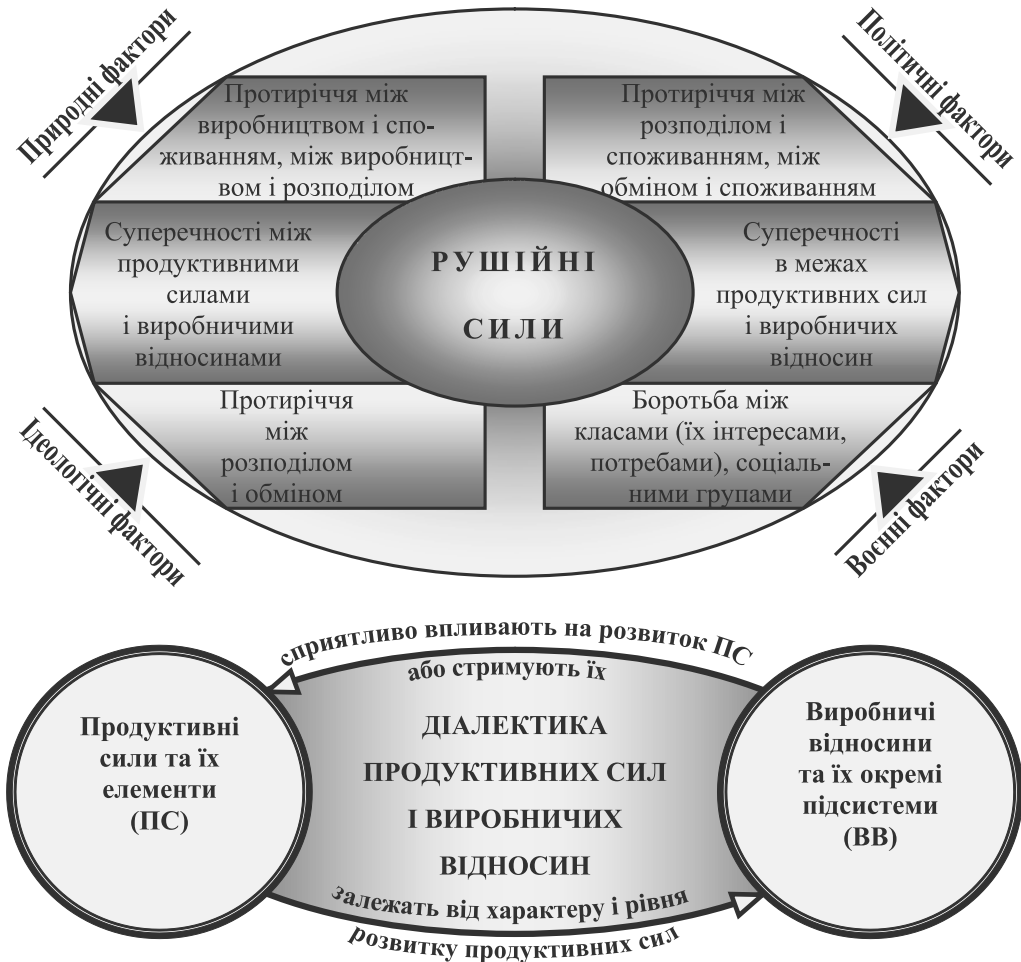 Природні фактори
Політичні фактори
Протиріччя між
виробництвом і спо-
живанням, між виробницт-
вом і розподілом
Протиріччя між
розподілом і
споживанням, між
обміном і споживанням
Суперечності між
продуктивними
силами
і виробничими
відносинами
РУШІЙНІ
СИЛИ
Суперечності
в межах
продуктивних сил
і виробничих
відносин
Протиріччя
між
розподілом
і обміном
Боротьба між
класами (їх інтересами,
потребами), соціаль-
ними групами
Ідеологічні фактори
Воєнні фактори
сприятливо впливають на розвиток ПС
або стримують їх
Продуктивні
сили та їх
елементи
(ПС)
ДІАЛЕКТИКА
ПРОДУКТИВНИХ СИЛ
І ВИРОБНИЧИХ
ВІДНОСИН
Виробничі
відносини
та їх окремі
підсистеми
(ВВ)
залежать від характеру і рівня
розвитку продуктивних сил